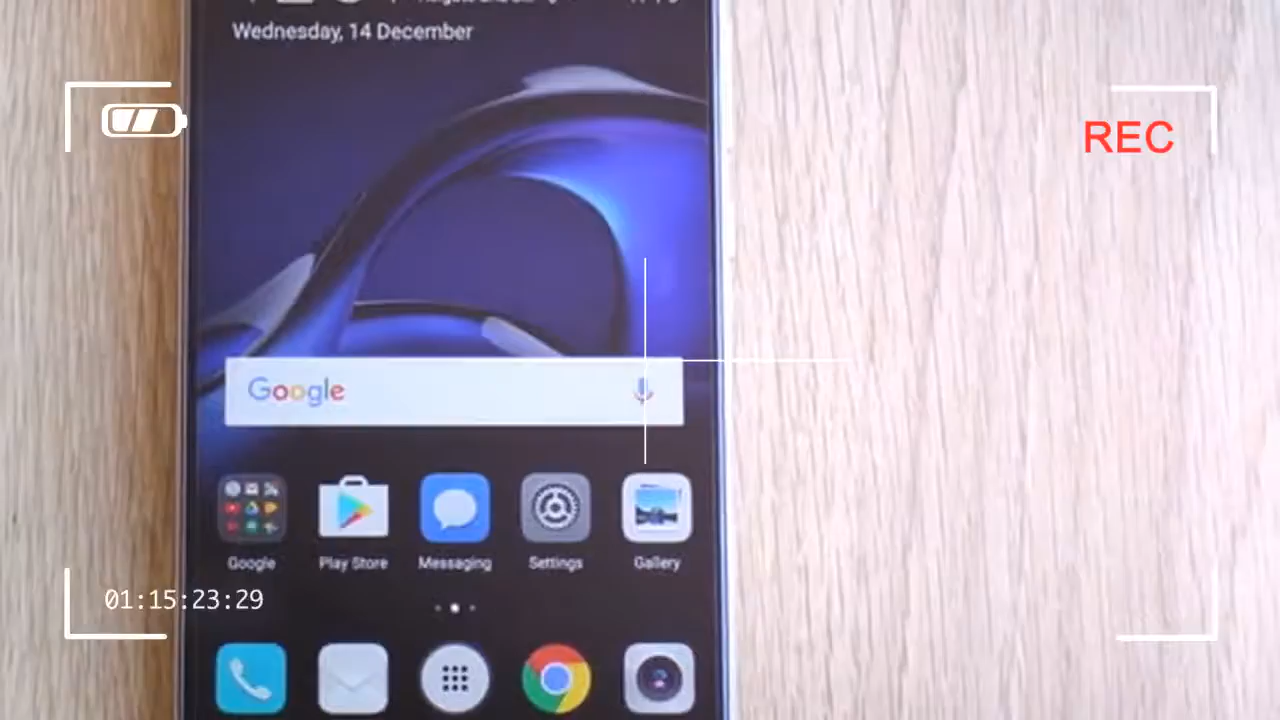 Wednesday, 14 December
REC
Google
Google
Play Store
Messaging
Settings
Gallery
01:15:23:29